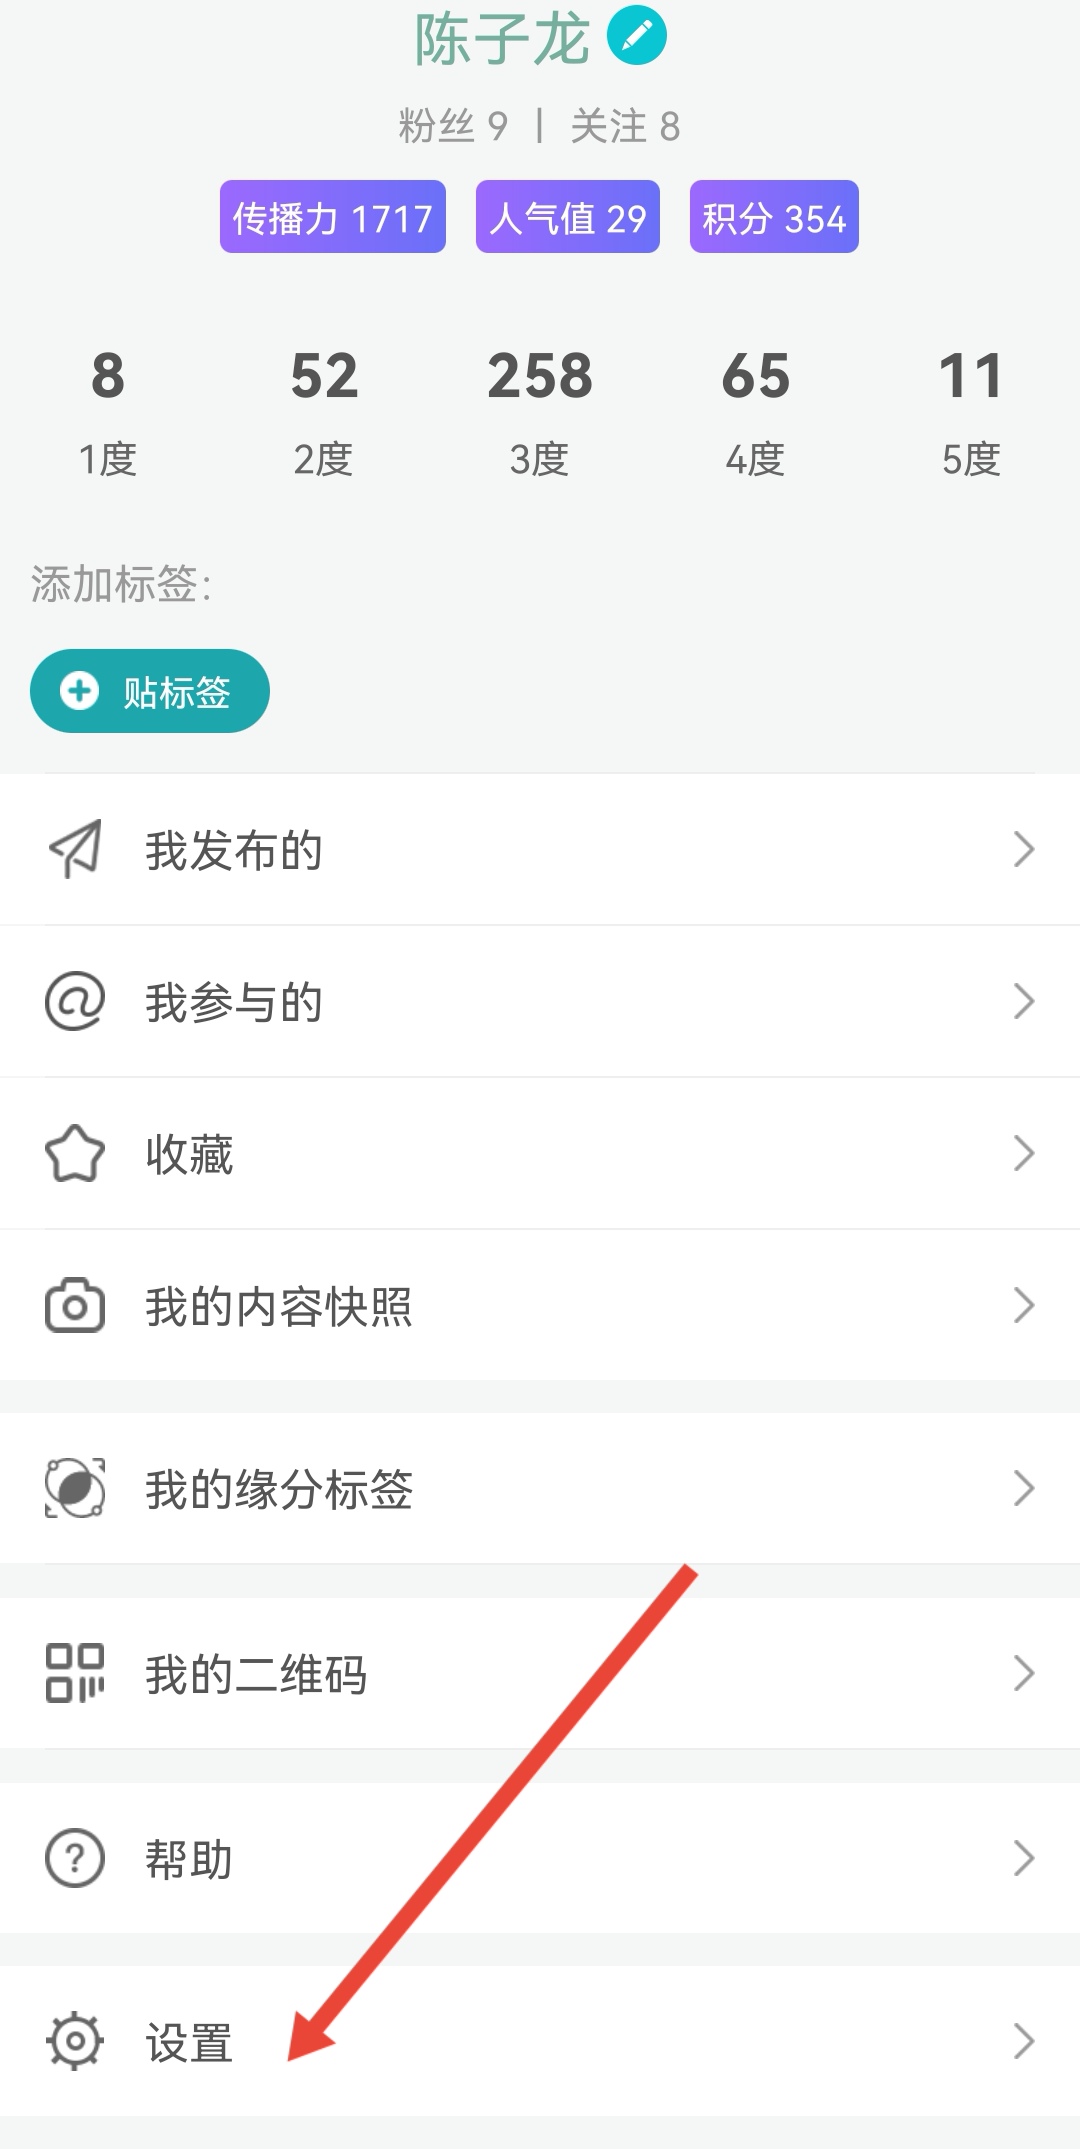 陈子龙
粉丝 9 | 关注 8
传播力 1717 人气值 29 积分 354
8 52 258 65 11
1度 2度 3度 4度 5度
添加标签:
贴标签
我发布的
我参与的
收藏
我的内容快照
我的缘分标签
我的二维码
帮助
设置